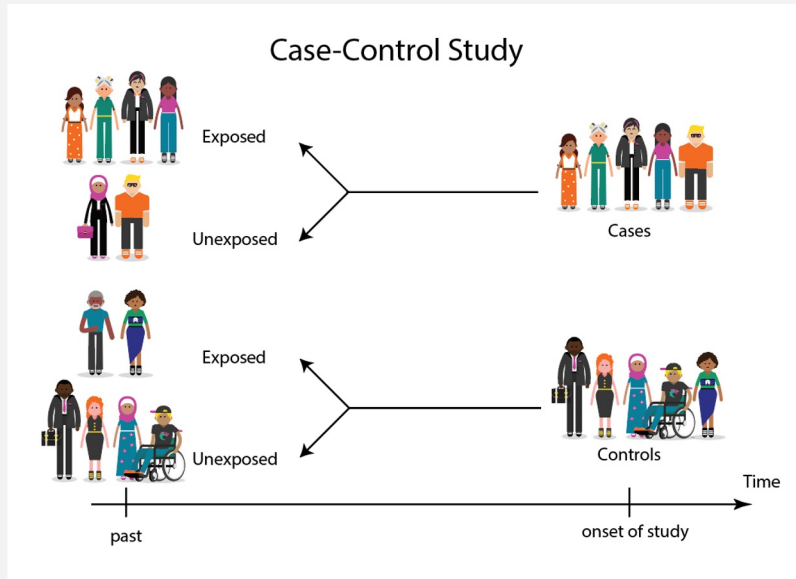 Case-Control Study
Exposed
Unexposed
Cases
Exposed
Unexposed
Controls
Time
past
onset of study